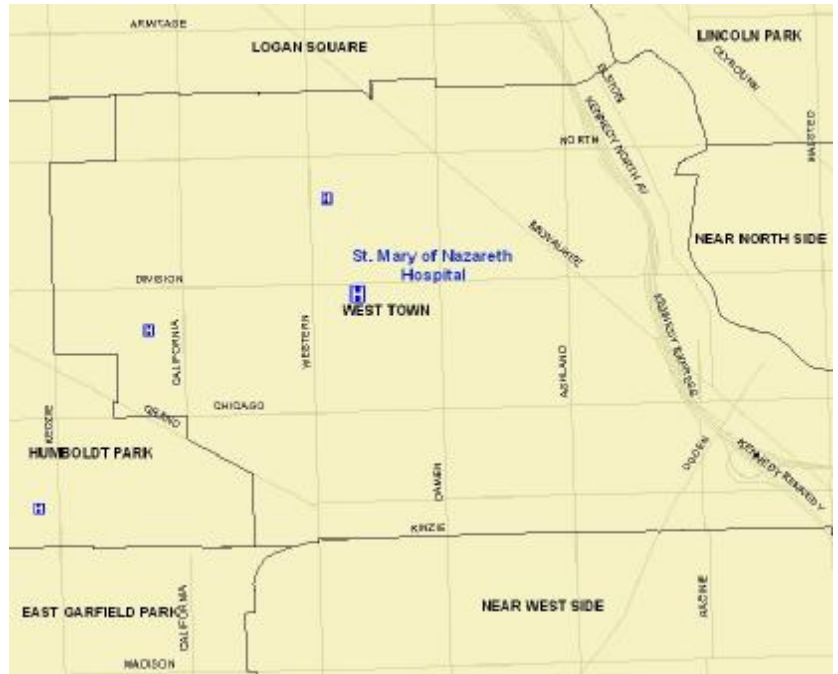 ARMITAGE
LOGAN SQUAIRE
LINCOLN PARK
CLYBOURN
ELSTON
KENNEDY NORTH AV
HALSTED
NORTH
H
MILWAUKEE
NEAR NORTH SIDE
St. Mary of Nazareth
Hospital
DIVISION
H
WEST TOWN
H
CALIFORNIA
WESTERN
KENNEDY EXPRESS
ASHLAND
GRAND
CHICAGO
KEDZIE
HUMBOLDT PARK
OGDEN
KENNEDY KENNEDY
DAMEN
H
KINZIE
EAST GARFIELD PARK
CALIFORNIA
NEAR WEST SIDE
RACINE
MADISON